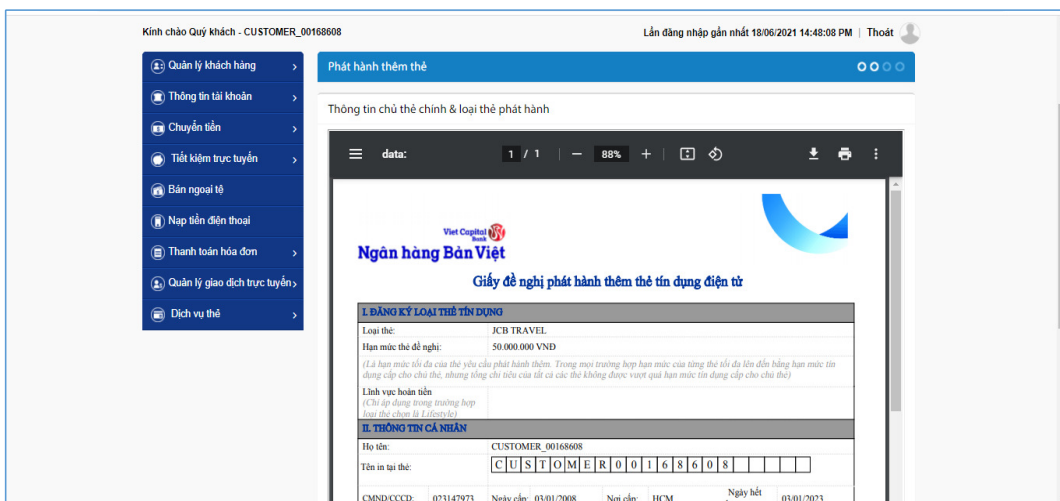 Kính chào Quý khách - CUSTOMER_00168608
Lần đăng nhập gần nhất 18/06/2021 14:48:08 PM | Thoát
Quản lý khách hàng
Thông tin tài khoản
Chuyển tiền
Tiết kiệm trực tuyến
Bán ngoại tệ
Nạp tiền điện thoại
Thanh toán hóa đơn
Quản lý giao dịch trực tuyến
Dịch vụ thẻ
Phát hành thêm thẻ
Thông tin chủ thẻ chính & loại thẻ phát hành
data:
1 / 1
88%
Viet Capital
Bank
Ngân hàng Bản Việt
Giấy đề nghị phát hành thêm thẻ tín dụng điện tử
I. ĐĂNG KÝ LOẠI THẺ TÍN DỤNG
Loại thẻ: JCB TRAVEL
Hạn mức thẻ đề nghị: 50.000.000 VNĐ
(Là hạn mức tối đa của thẻ yêu cầu phát hành thêm. Trong mọi trường hợp hạn mức của từng thẻ tối đa lên đến bằng hạn mức tín
dụng cấp cho chủ thẻ, nhưng tổng chi tiêu của tất cả các thẻ không được vượt quá hạn mức tín dụng cấp cho chủ thẻ)
Lĩnh vực hoàn tiền
(Chỉ áp dụng trong trường hợp
loại thẻ chọn là Lifestyle)
II. THÔNG TIN CÁ NHÂN
Họ tên: CUSTOMER_00168608
Tên in tại thẻ: CUSTOMER00168608
CMND/CCCD: 023147973 Ngày cấp: 03/01/2008 Nơi cấp: HCM Ngày hết 03/01/2023